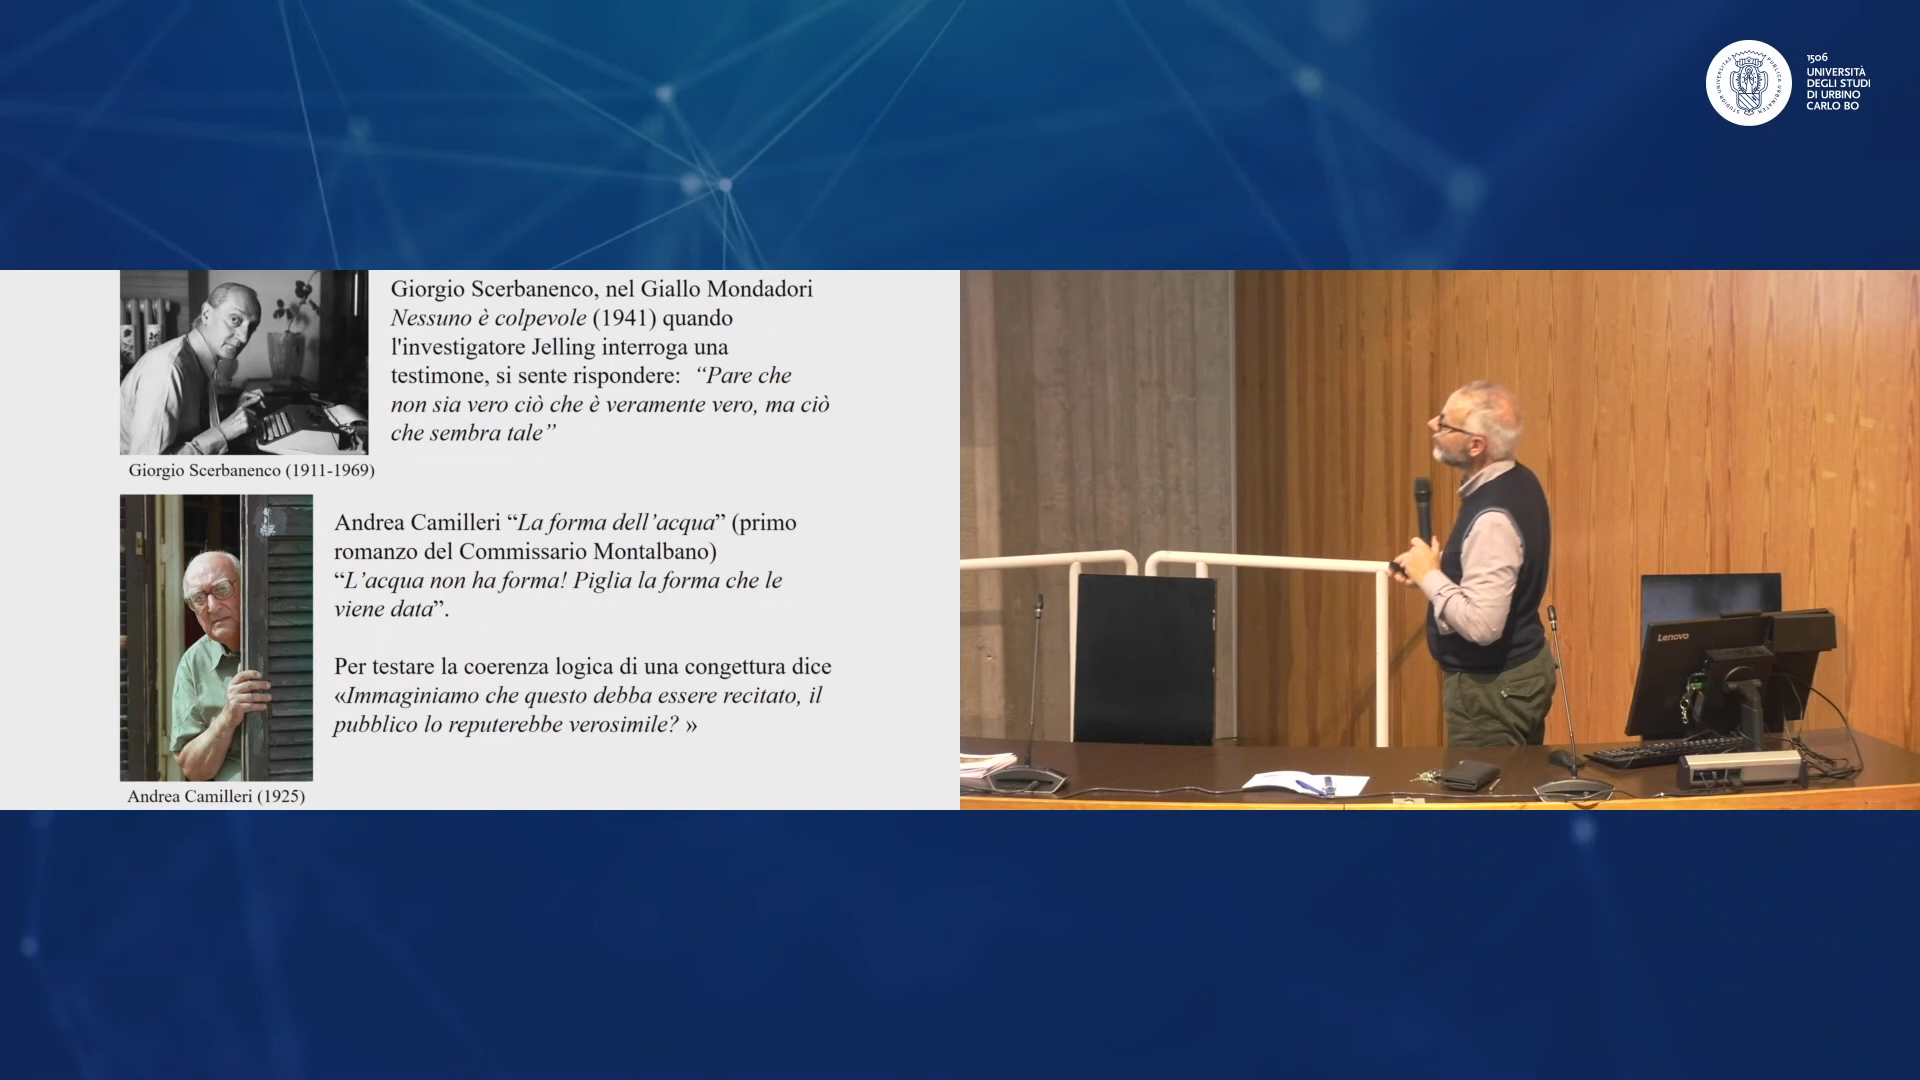 1506
UNIVERSITÀ
DEGLI STUDI
DI URBINO
CARLO BO
Giorgio Scerbanenco, nel Giallo Mondadori
Nessuno è colpevole (1941) quando
l'investigatore Jelling interroga una
testimone, si sente rispondere: “Pare che
non sia vero ciò che è veramente vero, ma ciò
che sembra tale”
Giorgio Scerbanenco (1911-1969)
Andrea Camilleri “La forma dell’acqua” (primo
romanzo del Commissario Montalbano)
“L’acqua non ha forma! Piglia la forma che le
viene data”.
Per testare la coerenza logica di una congettura dice
«Immaginiamo che questo debba essere recitato, il
pubblico lo reputerebbe verosimile? »
Andrea Camilleri (1925)
Lenovo